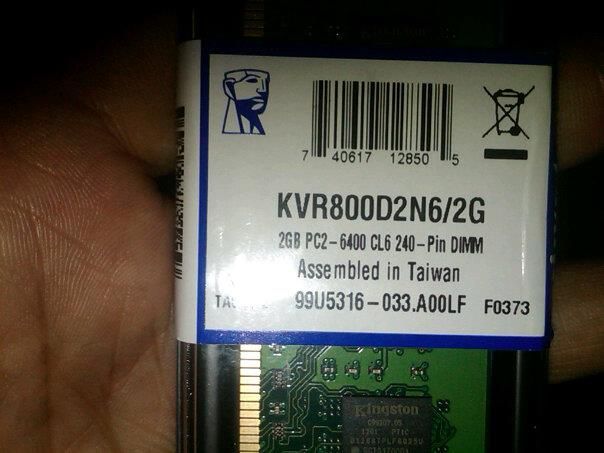 Kingston
7 40617 12850 5
KVR800D2N6/2G
2GB PC2-6400 CL6 240-Pin DIMM
Assembled in Taiwan
99U5316-033.A00LF F0373
Kingston